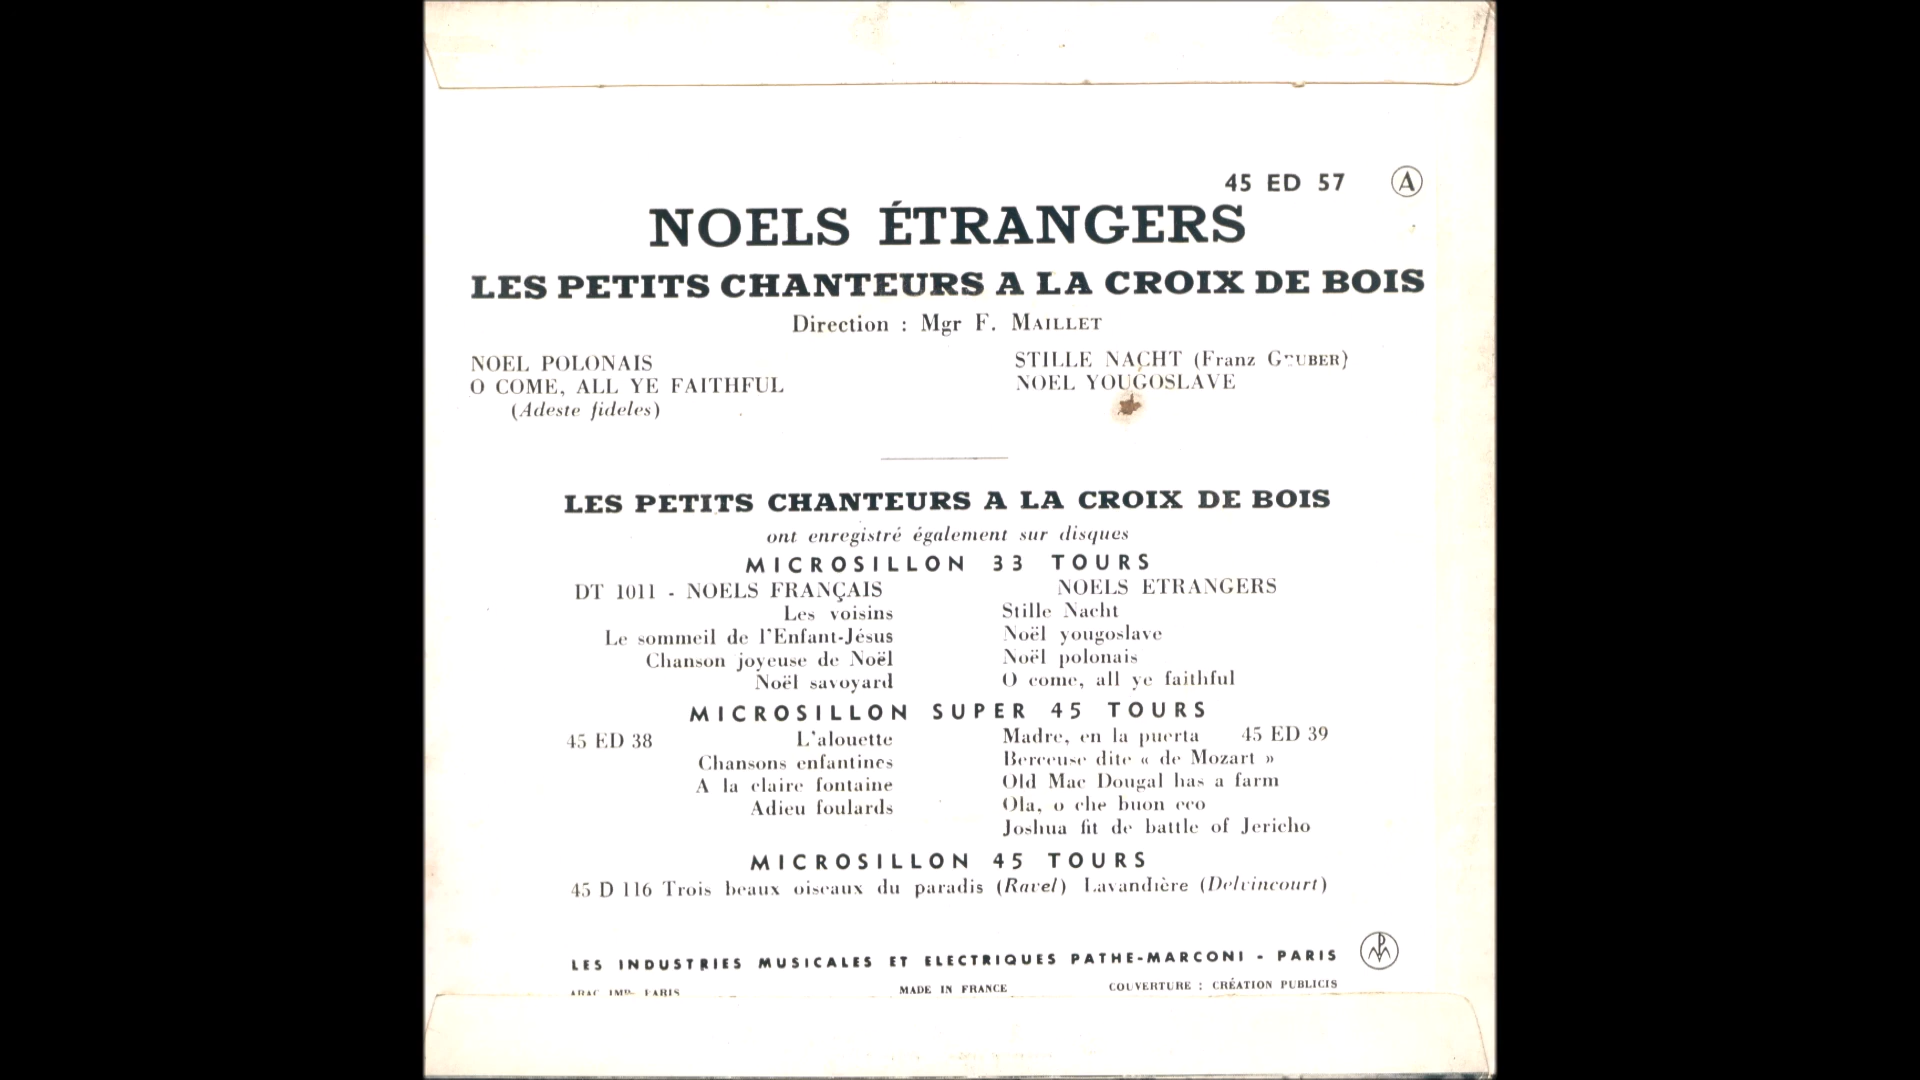 45 ED 57 A
NOELS ÉTRANGERS
LES PETITS CHANTEURS A LA CROIX DE BOIS
Direction : Mgr F. MAILLET
NOEL POLONAIS
O COME, ALL YE FAITHFUL
(Adeste fideles)
STILLE NACHT (Franz GRUBER)
NOEL YOUGOSLAVE
LES PETITS CHANTEURS A LA CROIX DE BOIS
ont enregistré également sur disques
MICROSILLON 33 TOURS
DT 1011 - NOELS FRANÇAIS
Les voisins
Le sommeil de l'Enfant-Jésus
Chanson joyeuse de Noël
Noël savoyard
NOELS ETRANGERS
Stille Nacht
Noël yougoslave
Noël polonais
O come, all ye faithful
MICROSILLON SUPER 45 TOURS
45 ED 38 L'alouette
Chansons enfantines
A la claire fontaine
Adieu foulards
Madre, en la puerta 45 ED 39
Berceuse dite « de Mozart »
Old Mac Dougal has a farm
Ola, o che buon eco
Joshua fit de battle of Jericho
MICROSILLON 45 TOURS
45 D 116 Trois beaux oiseaux du paradis (Ravel) Lavandière (Delvincourt)
LES INDUSTRIES MUSICALES ET ELECTRIQUES PATHE-MARCONI - PARIS
PARIS
MADE IN FRANCE
COUVERTURE : CRÉATION PUBLICIS